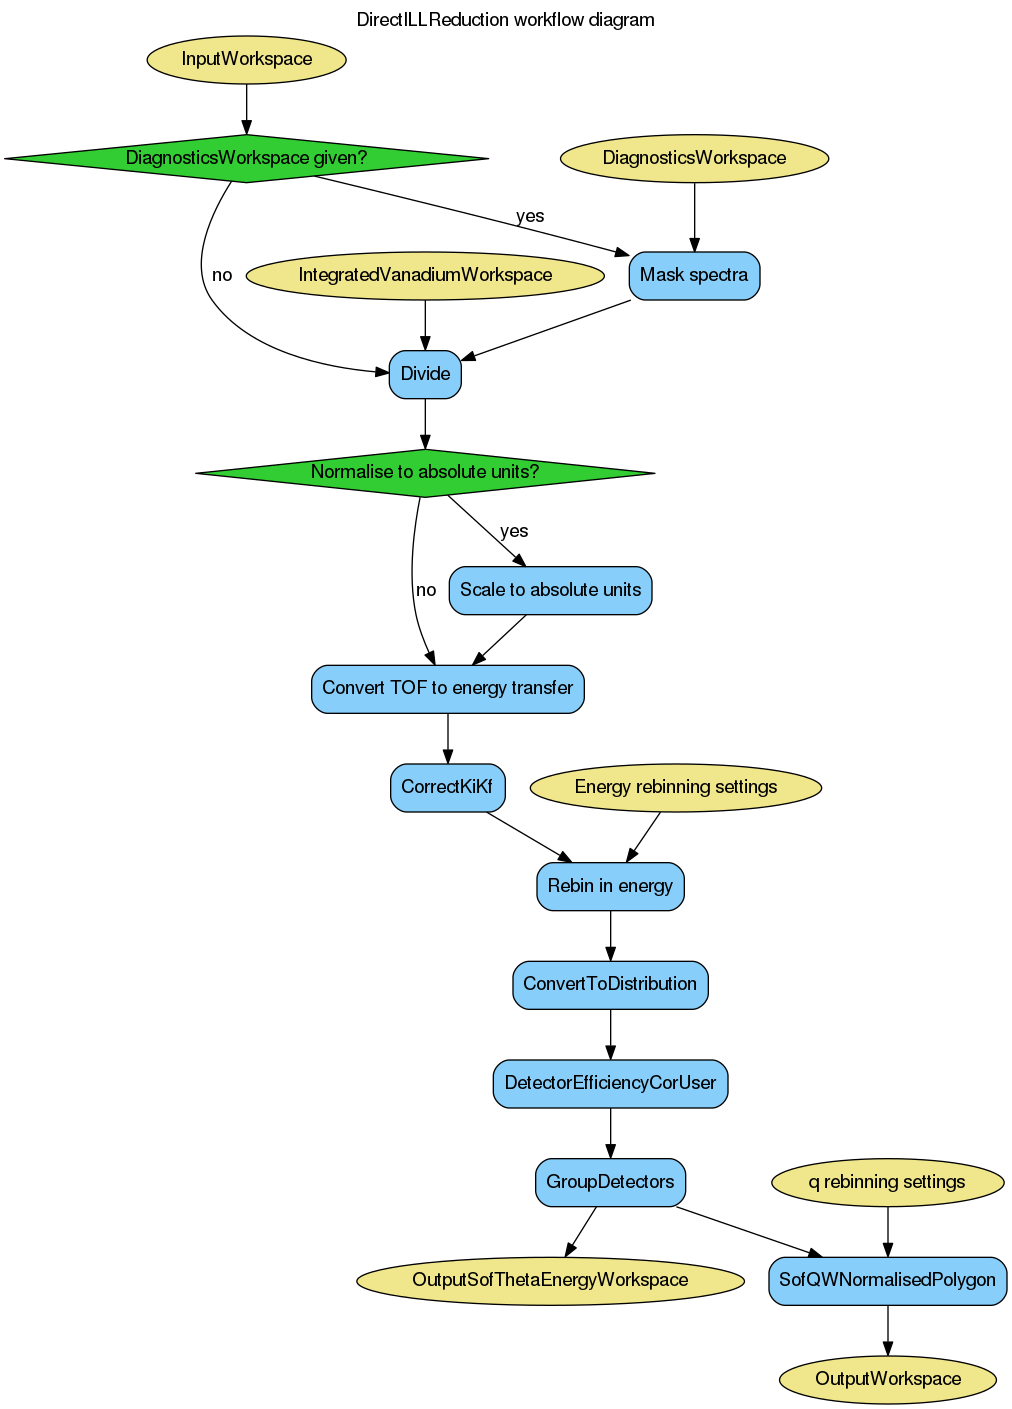 DirectILLReduction workflow diagram
InputWorkspace
DiagnosticsWorkspace given?
DiagnosticsWorkspace
yes
no
IntegratedVanadiumWorkspace
Mask spectra
Divide
Normalise to absolute units?
yes
no
Scale to absolute units
Convert TOF to energy transfer
CorrectKiKf
Energy rebinning settings
Rebin in energy
ConvertToDistribution
DetectorEfficiencyCorUser
GroupDetectors
q rebinning settings
OutputSofThetaEnergyWorkspace
SofQWNormalisedPolygon
OutputWorkspace